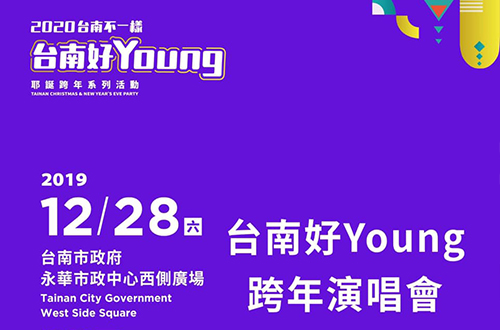 2020台南不一樣
台南好Young
耶誕跨年系列活動
TAINAN CHRISTMAS & NEW YEAR'S EVE PARTY
2019
12/28 六
台南市政府
永華市政中心西側廣場
Tainan City Government
West Side Square
台南好Young
跨年演唱會